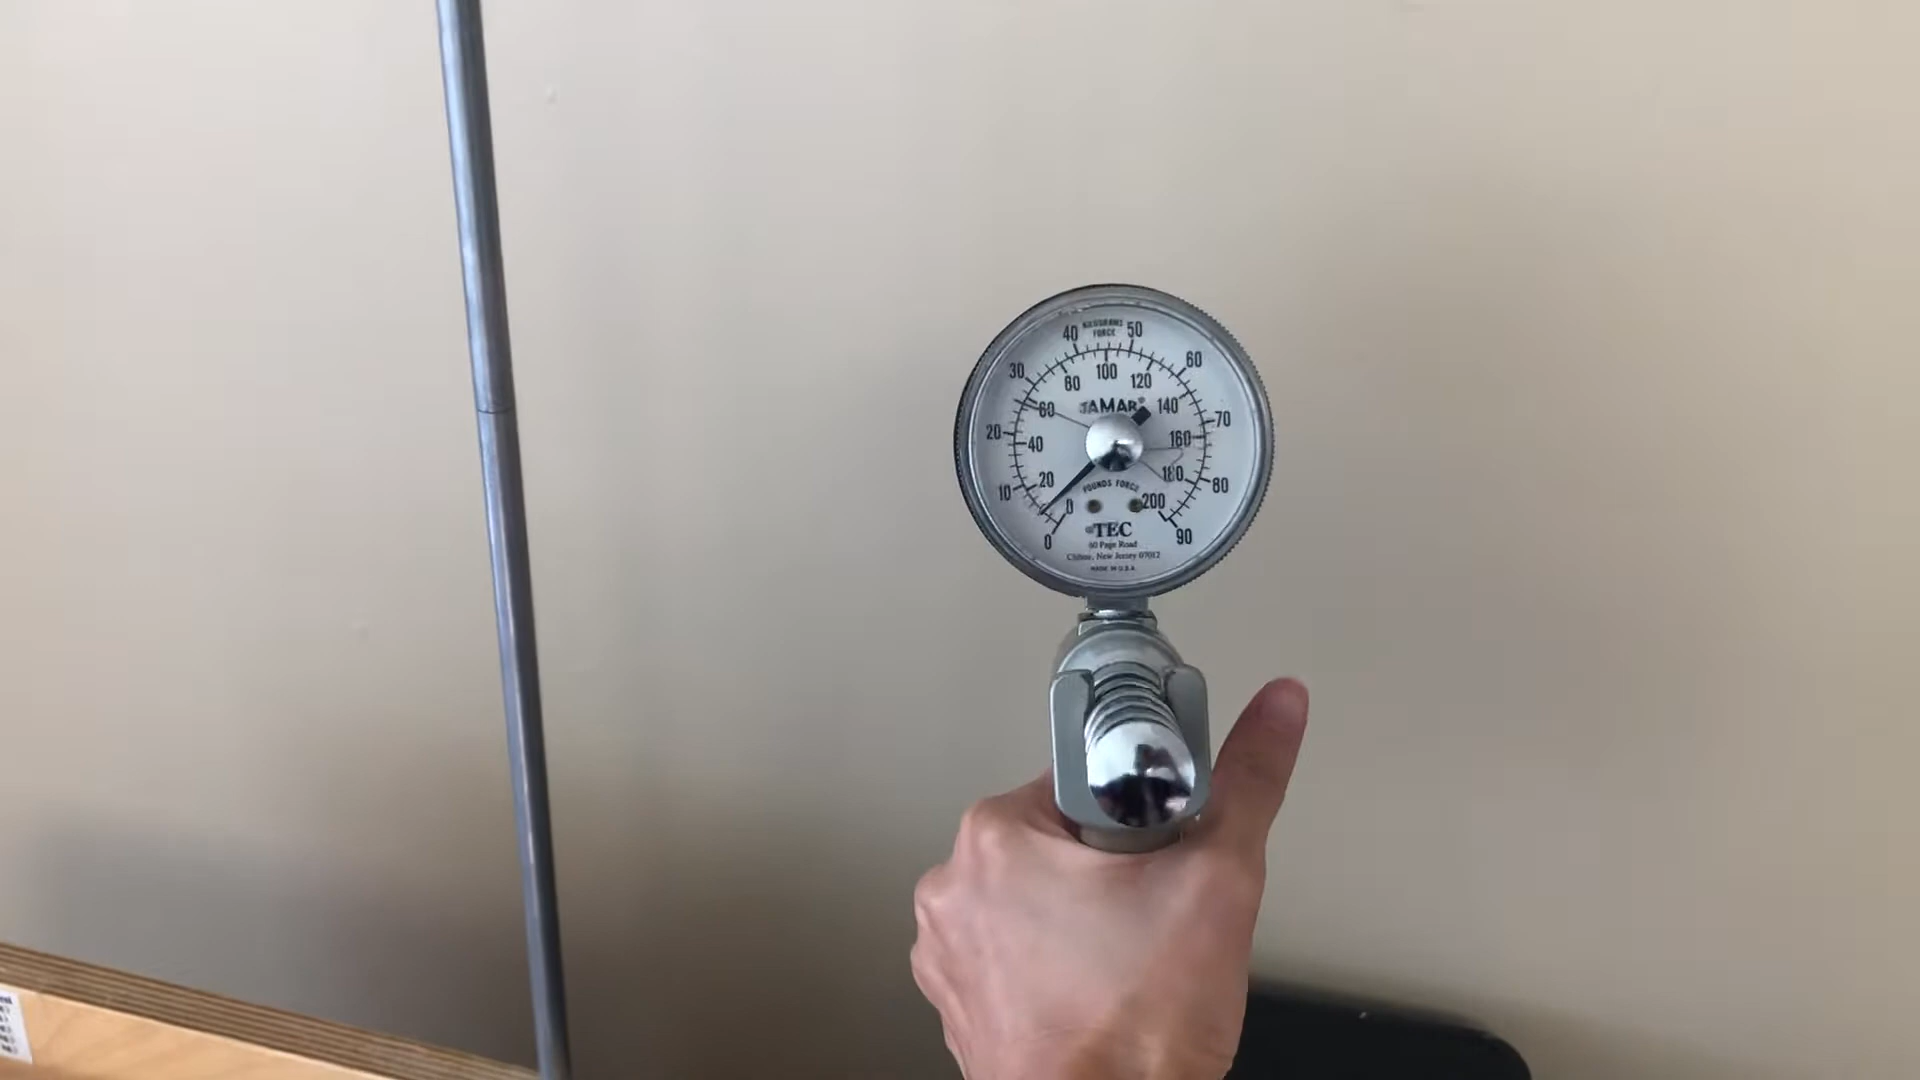 KILOGRAMS
FORCE
0 10 20 30 40 50 60 70 80 90
0 20 40 60 80 100 120 140 160 180 200
JAMAR®
POUNDS FORCE
TEC
60 Page Road
Clifton, New Jersey 07012
MADE IN U.S.A.